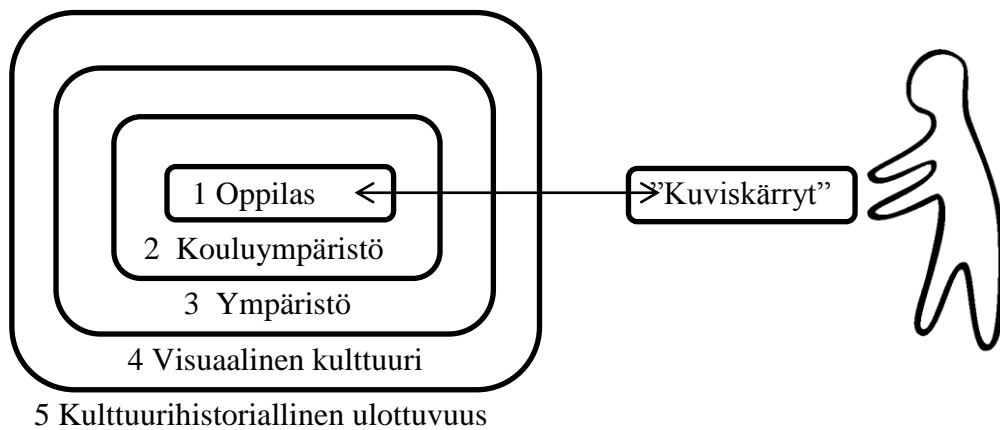 1 Oppilas
”Kuviskärryt”
2 Kouluympäristö
3 Ympäristö
4 Visuaalinen kulttuuri
5 Kulttuurihistoriallinen ulottuvuus